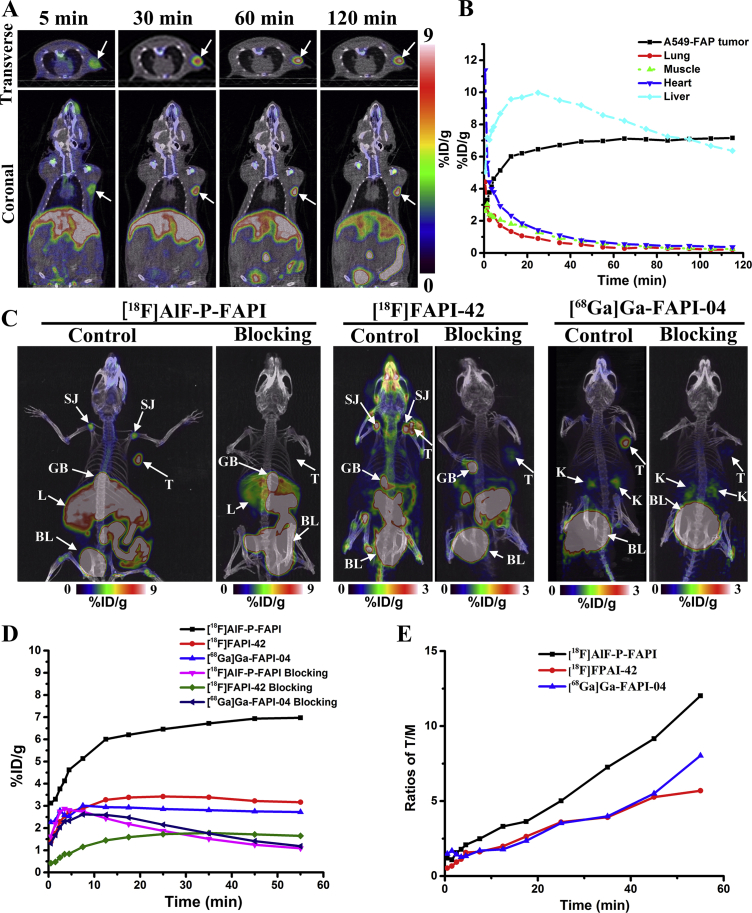 A
5 min 30 min 60 min 120 min
Transverse
Coronal
9
%ID/g
0
B
A549-FAP tumor
Lung
Muscle
Heart
Liver
%ID/g
12
10
8
6
4
2
0
0 20 40 60 80 100 120
Time (min)
C
[18F]AlF-P-FAPI [18F]FAPI-42 [68Ga]Ga-FAPI-04
Control Blocking Control Blocking Control Blocking
SJ SJ T GB L BL
T GB L BL
SJ SJ T GB BL
T GB BL
T K K BL
T K K BL
0 9 0 9 0 3 0 3 0 3 0 3
%ID/g %ID/g %ID/g %ID/g %ID/g %ID/g
D
[18F]AlF-P-FAPI
[18F]FAPI-42
[68Ga]Ga-FAPI-04
[18F]AlF-P-FAPI Blocking
[18F]FAPI-42 Blocking
[68Ga]Ga-FAPI-04 Blocking
%ID/g
10
9
8
7
6
5
4
3
2
1
0
0 10 20 30 40 50 60
Time (min)
E
[18F]AlF-P-FAPI
[18F]FPAI-42
[68Ga]Ga-FAPI-04
Ratios of T/M
15
10
5
0
0 20 40 60
Time (min)